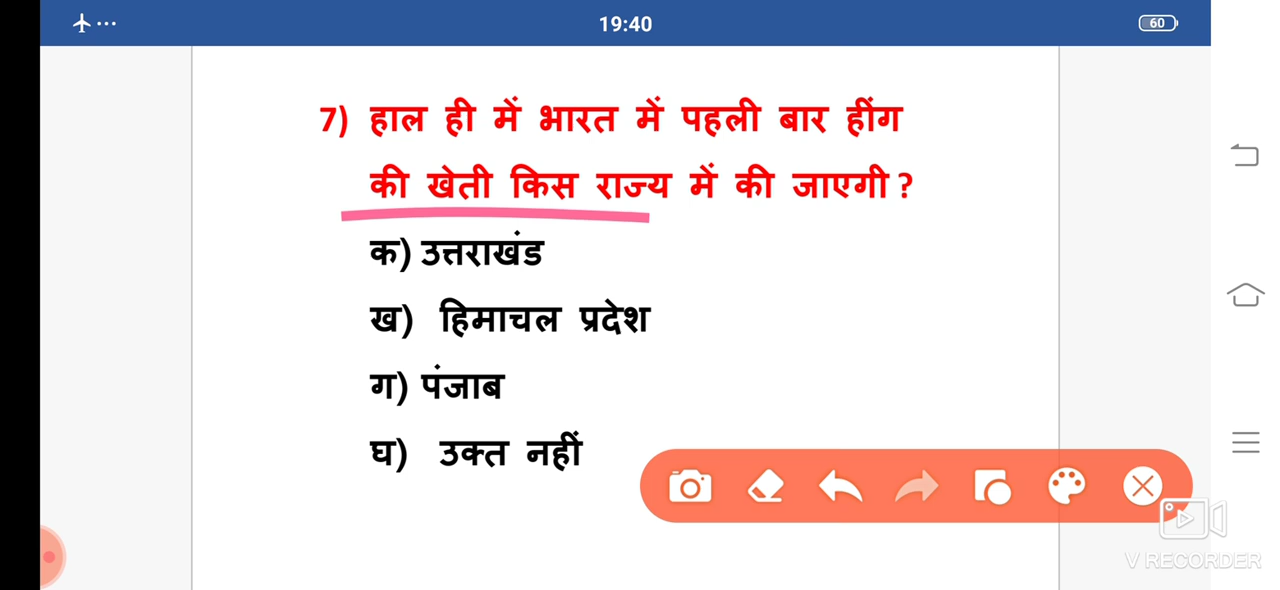 19:40
60
7) हाल ही में भारत में पहली बार हींग
की खेती किस राज्य में की जाएगी ?
क) उत्तराखंड
ख) हिमाचल प्रदेश
ग) पंजाब
घ) उक्त नहीं
V RECORDER